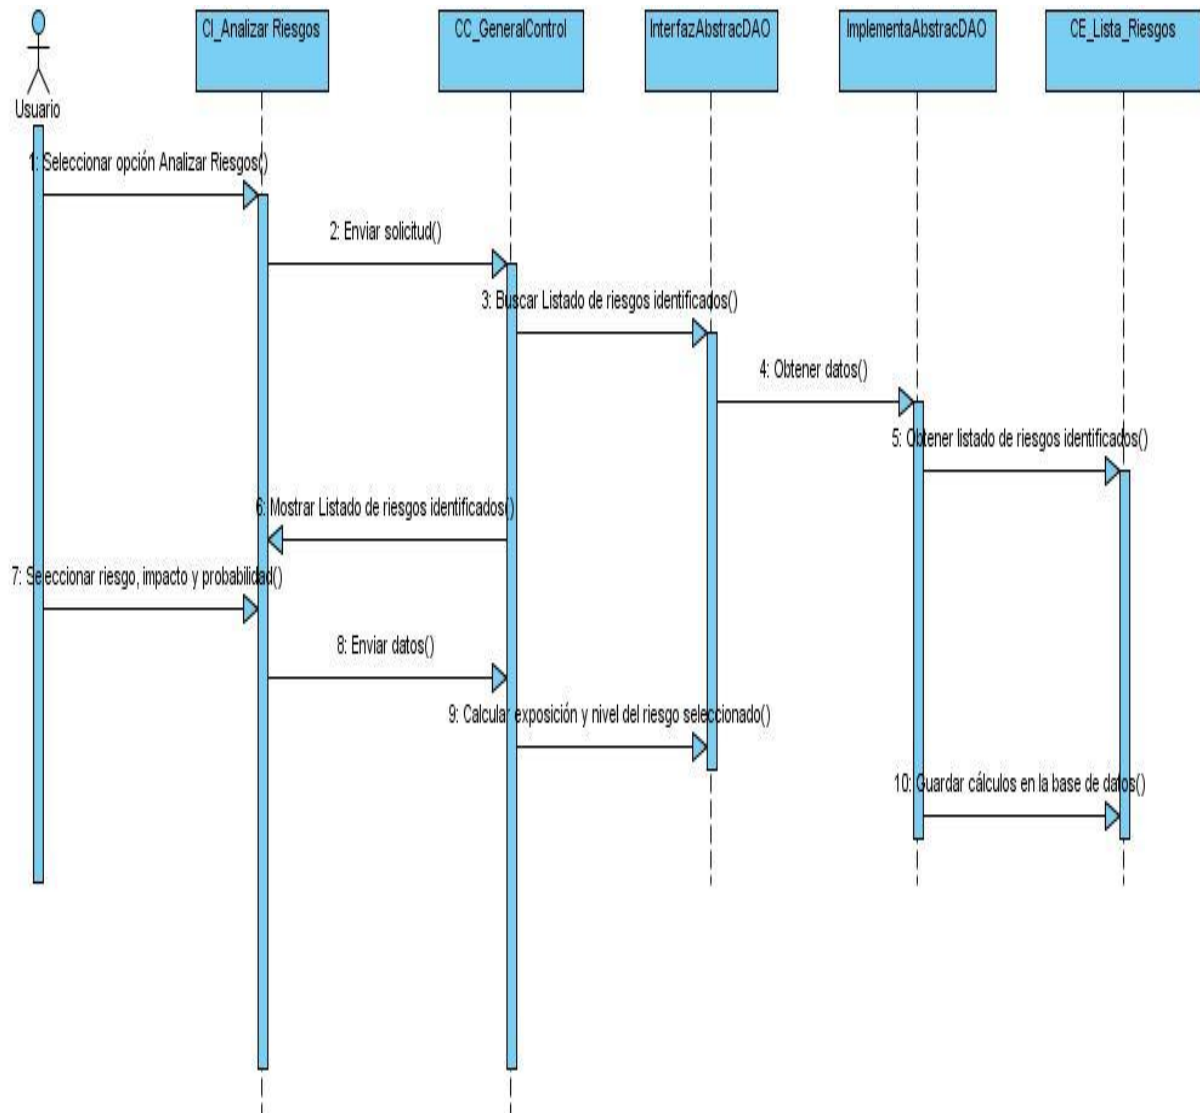 CI_Analizar Riesgos
CC_GeneralControl
InterfazAbstracDAO
ImplementaAbstracDAO
CE_Lista_Riesgos
Usuario
1: Seleccionar opción Analizar Riesgos()
2: Enviar solicitud()
3: Buscar Listado de riesgos identificados()
4: Obtener datos()
5: Obtener listado de riesgos identificados()
6: Mostrar Listado de riesgos identificados()
7: Seleccionar riesgo, impacto y probabilidad()
8: Enviar datos()
9: Calcular exposición y nivel del riesgo seleccionado()
10: Guardar cálculos en la base de datos()